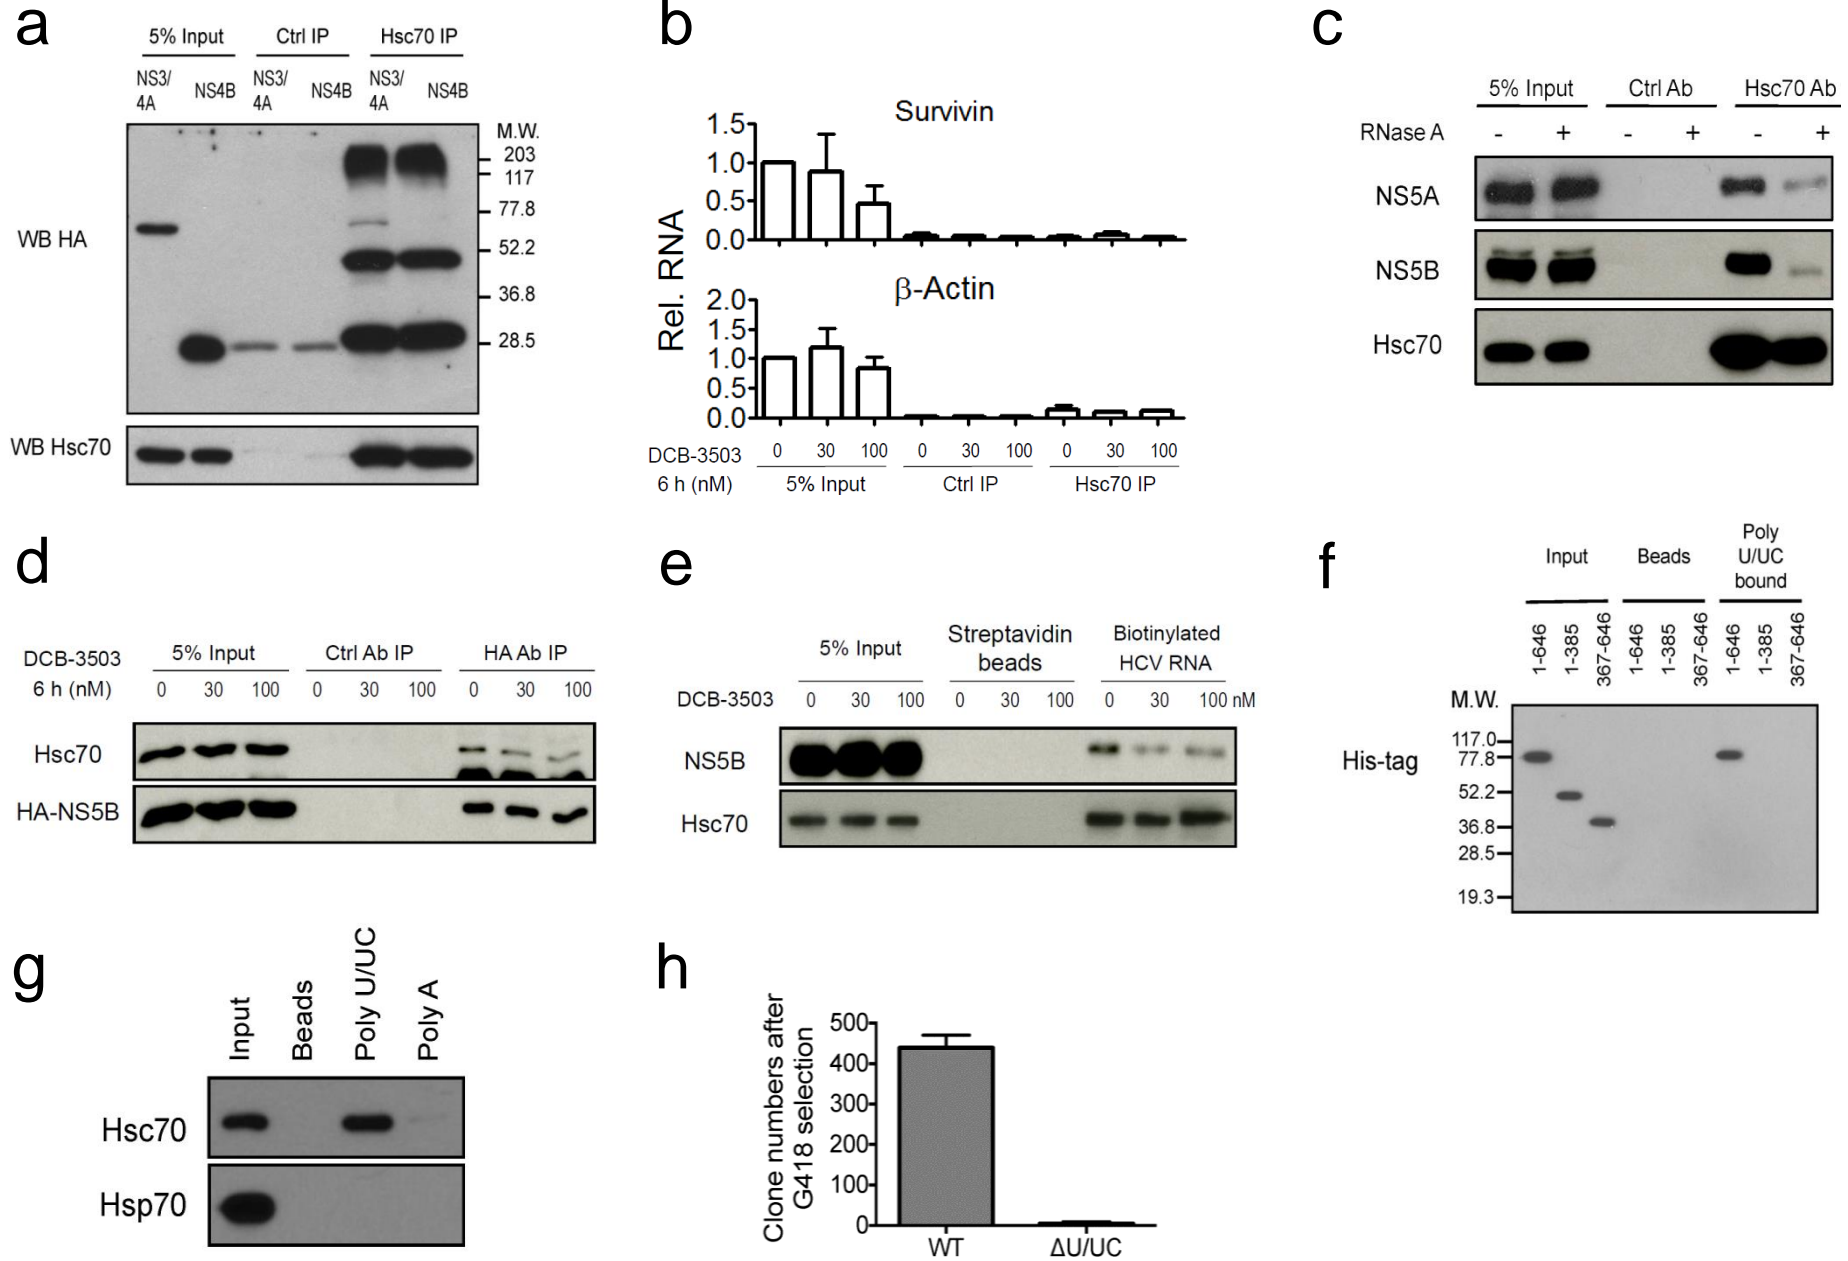 a
5% Input Ctrl IP Hsc70 IP
NS3/ 4A NS4B NS3/ 4A NS4B NS3/ 4A NS4B
M.W.
203
117
77.8
52.2
36.8
28.5
WB HA
WB Hsc70
b
Survivin
1.5
1.0
0.5
0.0
β-Actin
2.0
1.5
1.0
0.5
0.0
Rel. RNA
DCB-3503 0 30 100 0 30 100 0 30 100
6 h (nM) 5% Input Ctrl IP Hsc70 IP
c
5% Input Ctrl Ab Hsc70 Ab
RNase A - + - + - +
NS5A
NS5B
Hsc70
d
DCB-3503 5% Input Ctrl Ab IP HA Ab IP
6 h (nM) 0 30 100 0 30 100 0 30 100
Hsc70
HA-NS5B
e
5% Input Streptavidin beads Biotinylated HCV RNA
DCB-3503 0 30 100 0 30 100 0 30 100 nM
NS5B
Hsc70
f
Input Beads Poly U/UC bound
1-646 1-385 367-646 1-646 1-385 367-646 1-646 1-385 367-646
M.W.
117.0
77.8
52.2
36.8
28.5
19.3
His-tag
g
Input Beads Poly U/UC Poly A
Hsc70
Hsp70
h
Clone numbers after
G418 selection
500
400
300
200
100
0
WT ΔU/UC